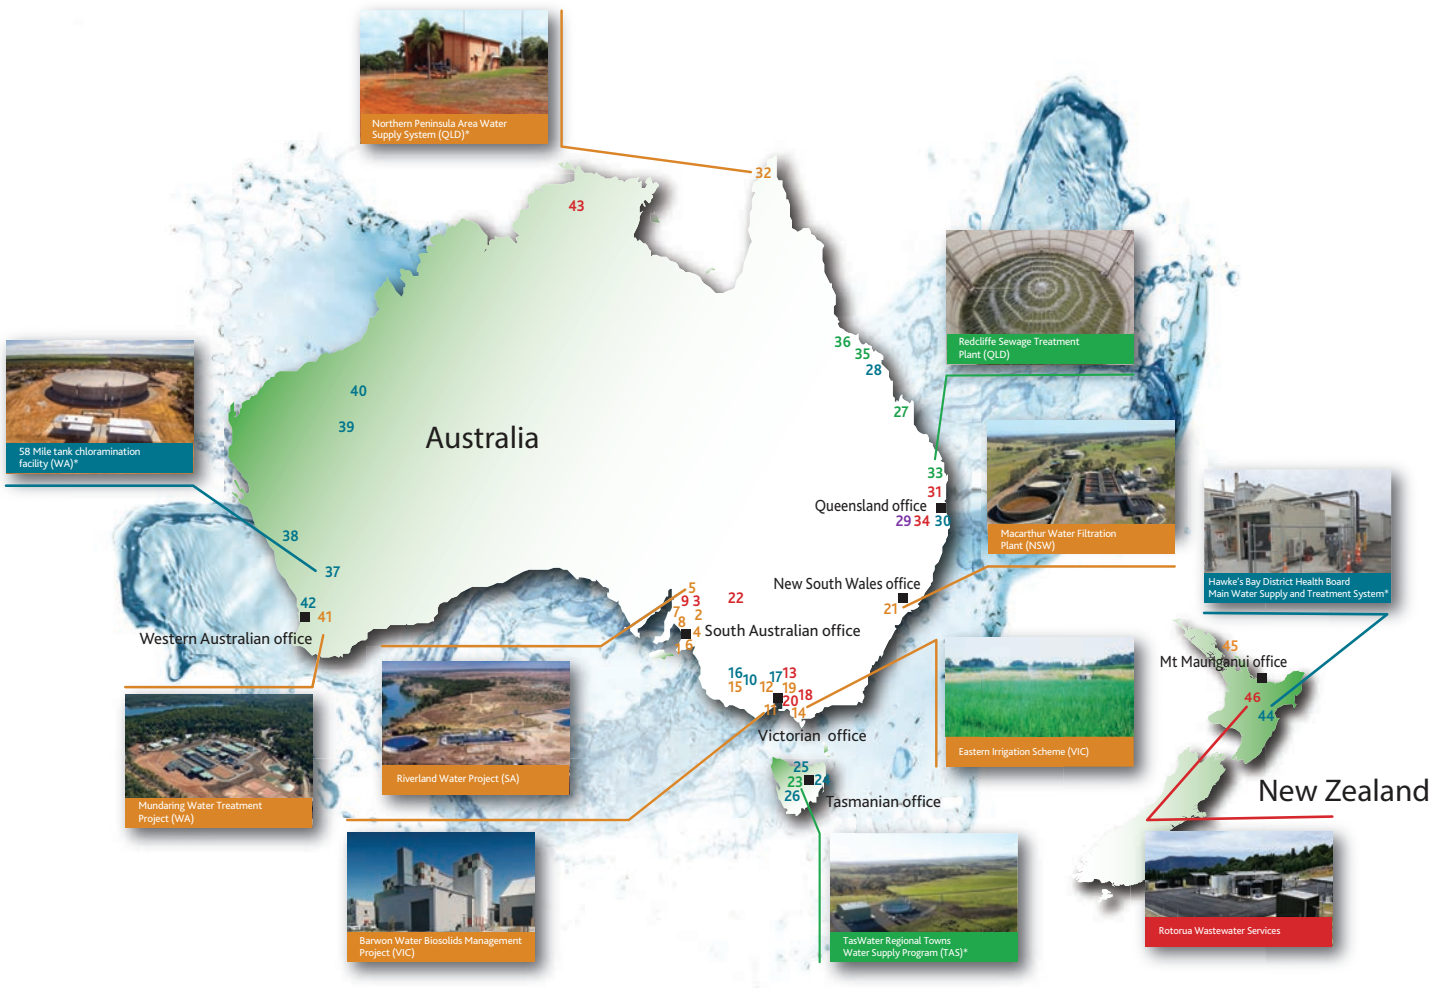 Northern Peninsula Area Water
Supply System (QLD)*
32
43
Redcliffe Sewage Treatment
Plant (QLD)
36
35
28
27
33
31
Queensland office
29 34 30
40
39
Australia
58 Mile tank chloramination
facility (WA)*
38
37
42
41
Western Australian office
Macarthur Water Filtration
Plant (NSW)
New South Wales office
21
Hawke's Bay District Health Board
Main Water Supply and Treatment System*
5
9 3
22
7
2
8
4
South Australian office
1 6
45
Mt Maunganui office
46
44
16
10
17
13
15
12
19
18
20
11
14
Victorian office
Eastern Irrigation Scheme (VIC)
Riverland Water Project (SA)
Mundaring Water Treatment
Project (WA)
25
23
24
26
Tasmanian office
New Zealand
Barwon Water Biosolids Management
Project (VIC)
TasWater Regional Towns
Water Supply Program (TAS)*
Rotorua Wastewater Services